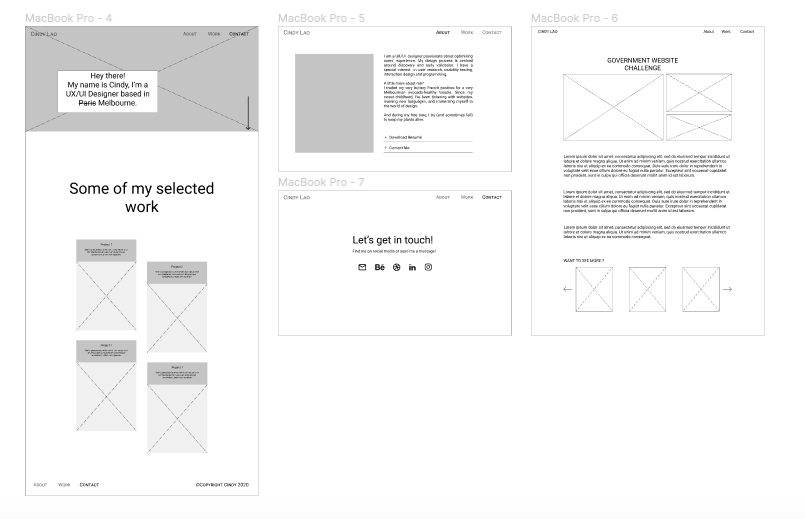 MacBook Pro - 4
CINDY LAO
ABOUT WORK CONTACT
Hey there!
My name is Cindy, I'm a
UX/UI Designer based in
Paris Melbourne.
Some of my selected
work
Project 2
ABOUT WORK CONTACT
©COPYRIGHT CINDY 2020
MacBook Pro - 5
CINDY LAO
ABOUT WORK CONTACT
I am a UX/UI designer passionate about optimising
users' experience. My design process is centred
around discovery and early validation. I have a
special interest in user research, usability testing,
interaction design and programming.
A little more about me?
I traded my very buttery French pastries for a very
Melbournian avocado-healthy toastie. Since my
learning new languages, and immersing myself in
the world of design.
And during my free time, I try (and sometimes fail)
to keep my plants alive.
+ Download Resume
+ Contact Me
MacBook Pro - 7
CINDY LAO
ABOUT WORK CONTACT
Let's get in touch!
Find me on social media or send me a message!
Bē
in
MacBook Pro - 6
CINDY LAO
About Work Contact
GOVERNMENT WEBSITE
CHALLENGE
Lorem ipsum dolor sit amet, consectetur adipiscing elit, sed do eiusmod tempor incididunt ut
labore et dolore magna aliqua. Ut enim ad minim veniam, quis nostrud exercitation ullamco
laboris nisi ut aliquip ex ea commodo consequat. Duis aute irure dolor in reprehenderit in
voluptate velit esse cillum dolore eu fugiat nulla pariatur. Excepteur sint occaecat cupidatat
non proident, sunt in culpa qui officia deserunt mollit anim id est laborum.
Lorem ipsum dolor sit amet, consectetur adipiscing elit, sed do eiusmod tempor incididunt ut
labore et dolore magna aliqua. Ut enim ad minim veniam, quis nostrud exercitation ullamco
laboris nisi ut aliquip ex ea commodo consequat. Duis aute irure dolor in reprehenderit in
voluptate velit esse cillum dolore eu fugiat nulla pariatur. Excepteur sint occaecat cupidatat
non proident, sunt in culpa qui officia deserunt mollit anim id est laborum.
Lorem ipsum dolor sit amet, consectetur adipiscing elit, sed do eiusmod tempor incididunt ut
labore et dolore magna aliqua. Ut enim ad minim veniam, quis nostrud exercitation ullamco
laboris nisi ut aliquip ex ea commodo consequat.
WANT TO SEE MORE ?